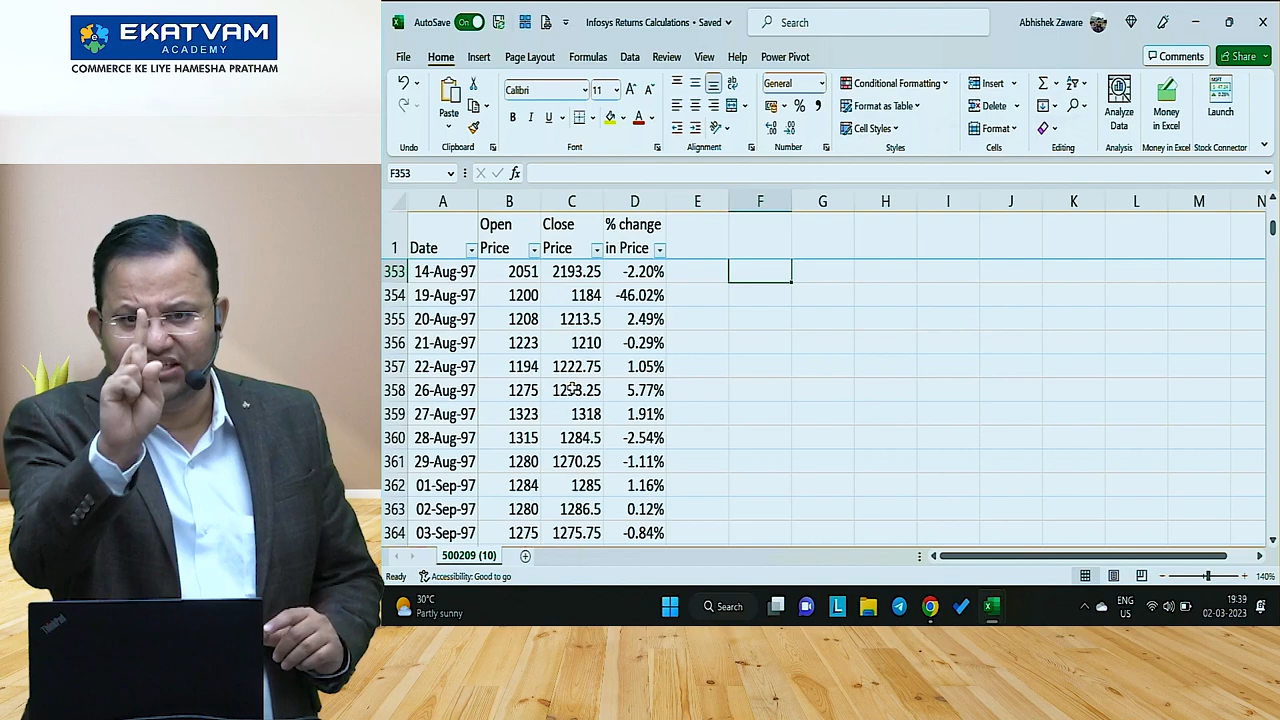 EKATVAM
ACADEMY
COMMERCE KE LIYE HAMESHA PRATHAM
AutoSave On Infosys Returns Calculations • Saved Search Abhishek Zaware
File Home Insert Page Layout Formulas Data Review View Help Power Pivot Comments Share
Calibri 11 General Conditional Formatting Insert
Paste Format as Table Delete Analyze Data Money in Excel Launch
B I U Cell Styles Format
Undo Clipboard Font Alignment Number Styles Cells Editing Analysis Money in Excel Stock Connector
F353 fx
A B C D E F G H I J K L M N
1 Date Open Price Close Price % change in Price
353 14-Aug-97 2051 2193.25 -2.20%
354 19-Aug-97 1200 1184 -46.02%
355 20-Aug-97 1208 1213.5 2.49%
356 21-Aug-97 1223 1210 -0.29%
357 22-Aug-97 1194 1222.75 1.05%
358 26-Aug-97 1275 5.77%
359 27-Aug-97 1323 1318 1.91%
360 28-Aug-97 1315 1284.5 -2.54%
361 29-Aug-97 1280 1270.25 -1.11%
362 01-Sep-97 1284 1285 1.16%
363 02-Sep-97 1280 1286.5 0.12%
364 03-Sep-97 1275 1275.75 -0.84%
500209 (10)
Ready Accessibility: Good to go 140%
30°C
Partly sunny
Search
ENG
US
19:39
02-03-2023
ThinkPad